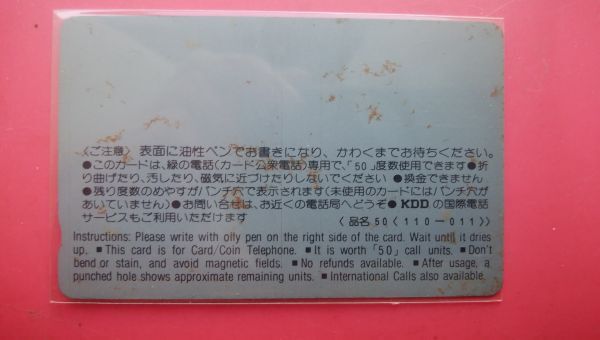 〈ご注意〉表面に油性ペンでお書きになり、かわくまでお待ちください。
●このカードは、緑の電話(カード公衆電話)専用で、「50」度数使用できます●折
り曲げたり、汚したり、磁気に近づけたりしないでください ●換金できません
●残り度数のめやすがパンチ穴で表示されます(未使用のカードにはパンチ穴が
あいていません)●お問い合せは、お近くの電話局へどうぞ● KDD の国際電話
サービスもご利用いただけます
〈品名50〈110-011〉〉
Instructions: Please write with oily pen on the right side of the card. Wait until it dries
up. ■ This card is for Card/Coin Telephone. ■ It is worth「50」call units. ■ Don't
bend or stain, and avoid magnetic fields. ■ No refunds available. ■ After usage, a
punched hole shows approximate remaining units. ■ International Calls also available.